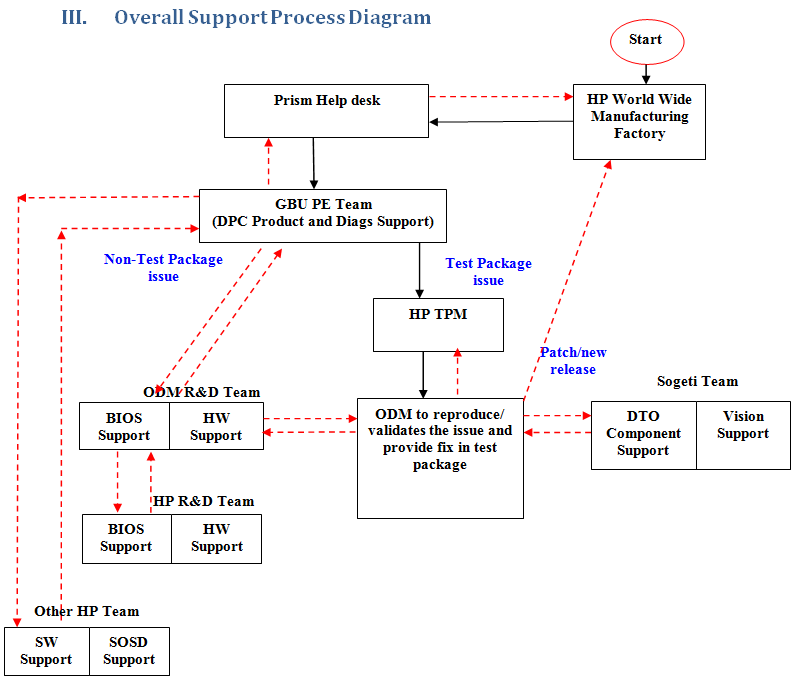 III. Overall Support Process Diagram
Start
Prism Help desk
HP World Wide
Manufacturing
Factory
GBU PE Team
(DPC Product and Diags Support)
Non-Test Package
issue
Test Package
issue
HP TPM
Patch/new
release
Sogeti Team
ODM R&D Team
BIOS
Support
HW
Support
ODM to reproduce/
validates the issue and
provide fix in test
package
DTO
Component
Support
Vision
Support
HP R&D Team
BIOS
Support
HW
Support
Other HP Team
SW
Support
SOSD
Support